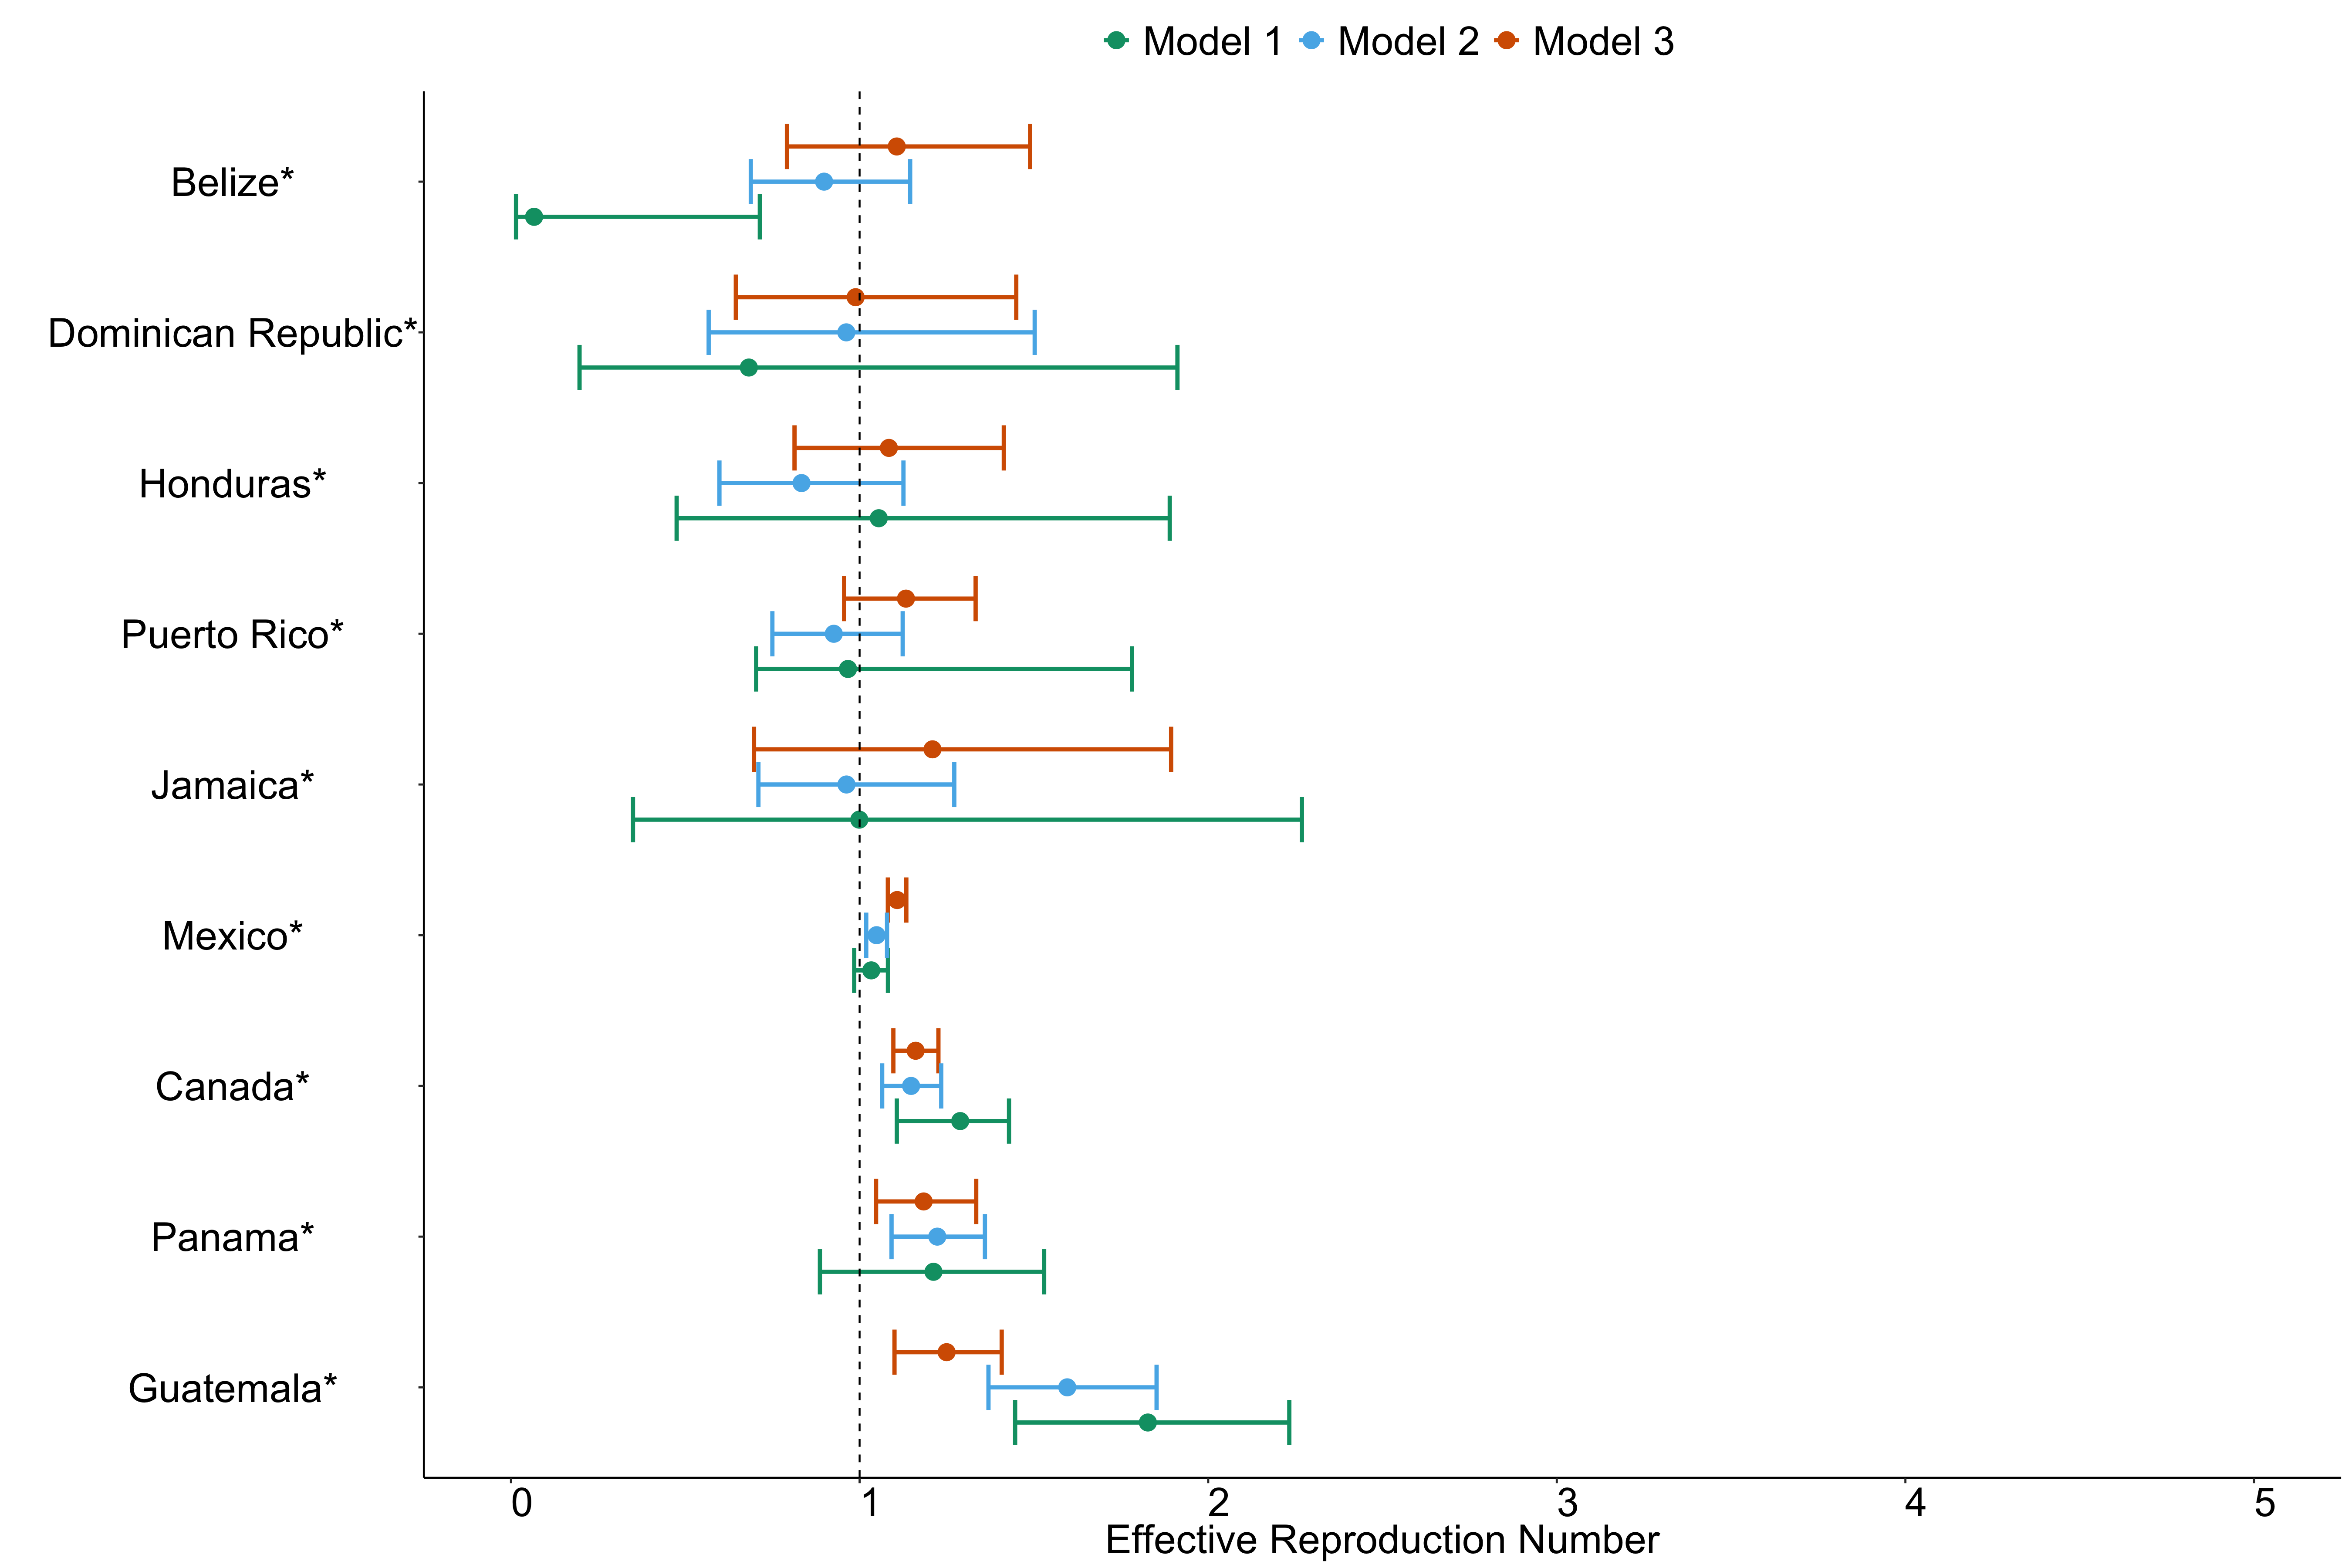 Model 1 Model 2 Model 3
Belize*
Dominican Republic*
Honduras*
Puerto Rico*
Jamaica*
Mexico*
Canada*
Panama*
Guatemala*
0 1 2 3 4 5
Effective Reproduction Number